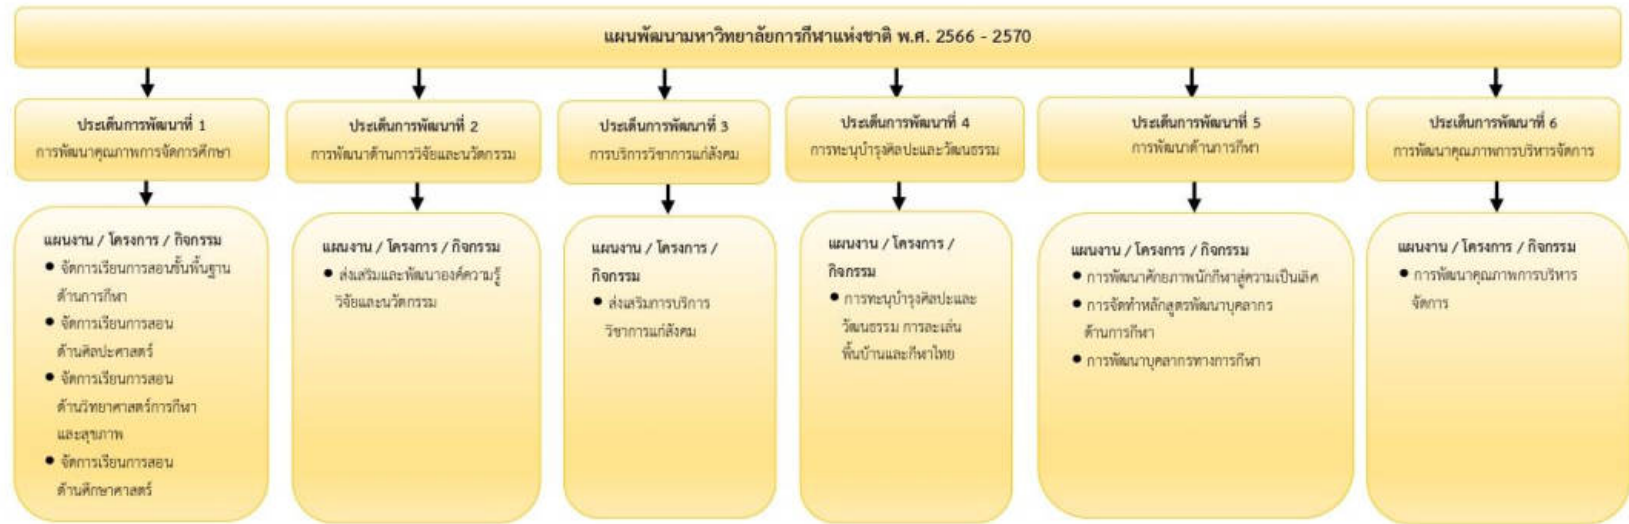 แผนพัฒนามหาวิทยาลัยการกีฬาแห่งชาติ พ.ศ. 2566 - 2570
ประเด็นการพัฒนาที่ 1
การพัฒนาคุณภาพการจัดการศึกษา
แผนงาน / โครงการ / กิจกรรม
● จัดการเรียนการสอนขั้นพื้นฐาน
ด้านการกีฬา
● จัดการเรียนการสอน
ด้านศิลปะศาสตร์
● จัดการเรียนการสอน
ด้านวิทยาศาสตร์การกีฬา
และสุขภาพ
● จัดการเรียนการสอน
ด้านศึกษาศาสตร์
ประเด็นการพัฒนาที่ 2
การพัฒนาด้านการวิจัยและนวัตกรรม
แผนงาน / โครงการ / กิจกรรม
● ส่งเสริมและพัฒนาองค์ความรู้
วิจัยและนวัตกรรม
ประเด็นการพัฒนาที่ 3
การบริการวิชาการแก่สังคม
แผนงาน / โครงการ /
กิจกรรม
● ส่งเสริมการบริการ
วิชาการแก่สังคม
ประเด็นการพัฒนาที่ 4
การทะนุบำรุงศิลปะและวัฒนธรรม
แผนงาน / โครงการ /
กิจกรรม
● การทะนุบำรุงศิลปะและ
วัฒนธรรม การละเล่น
พื้นบ้านและกีฬาไทย
ประเด็นการพัฒนาที่ 5
การพัฒนาด้านการกีฬา
แผนงาน / โครงการ / กิจกรรม
● การพัฒนาศักยภาพนักกีฬาสู่ความเป็นเลิศ
● การจัดทำหลักสูตรพัฒนาบุคลากร
ด้านการกีฬา
● การพัฒนาบุคลากรทางการกีฬา
ประเด็นการพัฒนาที่ 6
การพัฒนาคุณภาพการบริหารจัดการ
แผนงาน / โครงการ / กิจกรรม
● การพัฒนาคุณภาพการบริหาร
จัดการ